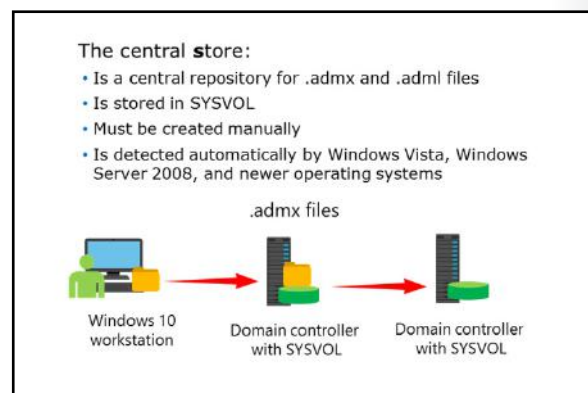 The central store:
• Is a central repository for .admx and .adml files
• Is stored in SYSVOL
• Must be created manually
• Is detected automatically by Windows Vista, Windows
Server 2008, and newer operating systems
.admx files
Windows 10
workstation
Domain controller
with SYSVOL
Domain controller
with SYSVOL